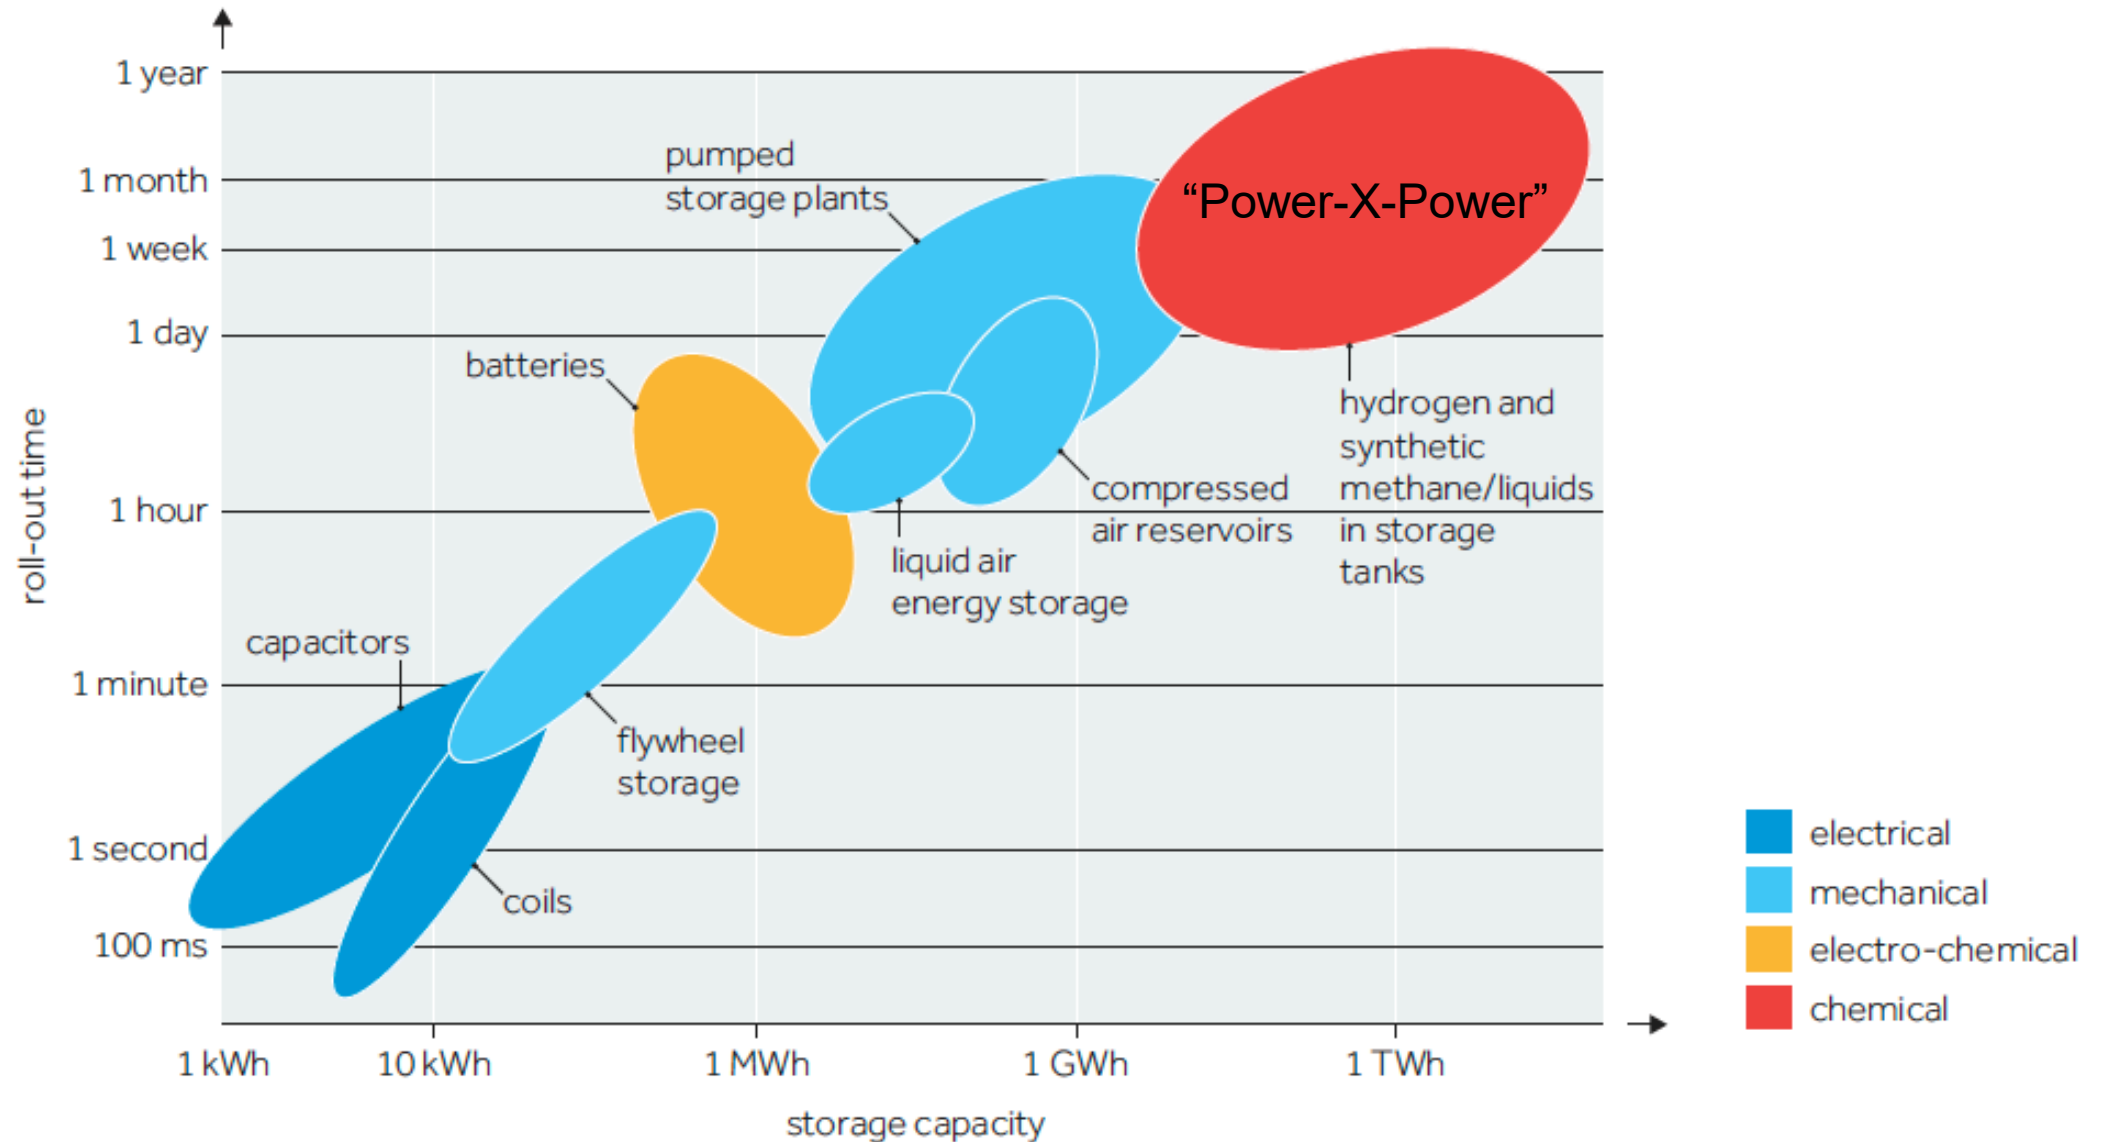 1 year
1 month
1 week
1 day
1 hour
1 minute
1 second
100 ms
roll-out time
pumped
storage plants
“Power-X-Power”
batteries
hydrogen and
synthetic
methane/liquids
in storage
tanks
compressed
air reservoirs
liquid air
energy storage
capacitors
flywheel
storage
coils
1 kWh
10 kWh
1 MWh
1 GWh
1 TWh
storage capacity
electrical
mechanical
electro-chemical
chemical